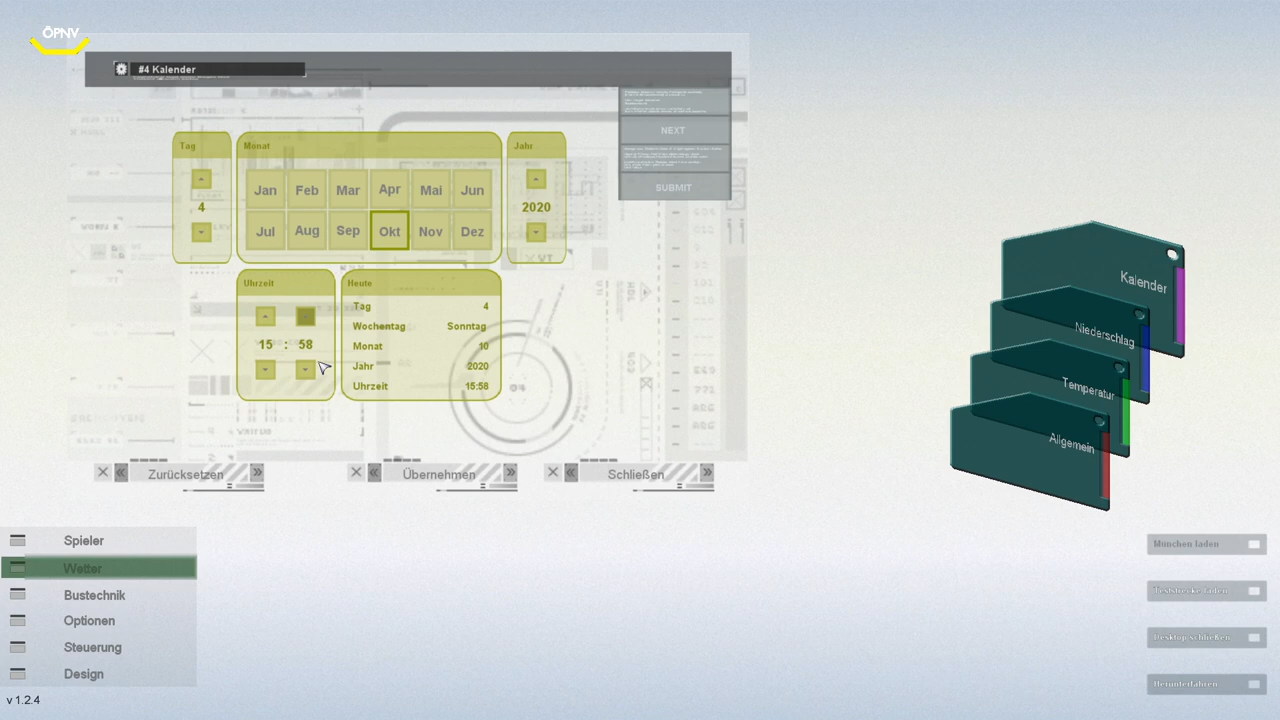 ÖPNV
#4 Kalender
NEXT
SUBMIT
Tag
4
Monat
Jan Feb Mar Apr Mai Jun
Jul Aug Sep Okt Nov Dez
Jahr
2020
Uhrzeit
15 : 58
Heute
Tag 4
Wochentag Sonntag
Monat 10
Jahr 2020
Uhrzeit 15:58
Zurücksetzen
Übernehmen
Schließen
Kalender
Niederschlag
Temperatur
Allgemein
Spieler
Wetter
Bustechnik
Optionen
Steuerung
Design
München laden
Teststrecke laden
Desktop schließen
Herunterfahren
v 1.2.4